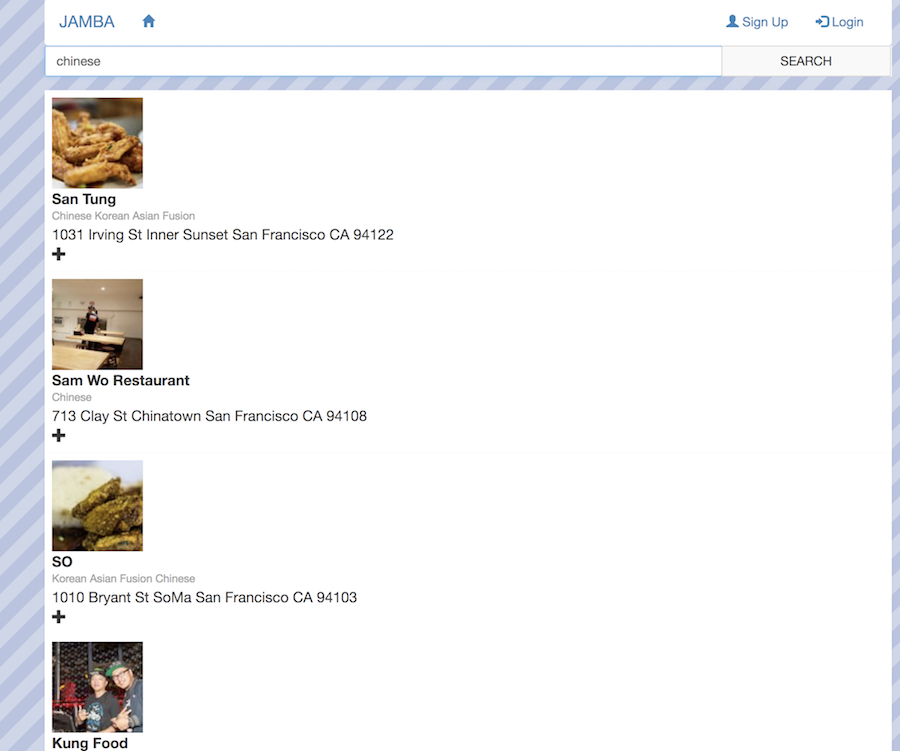 JAMBA Sign Up Login
chinese SEARCH
San Tung
Chinese Korean Asian Fusion
1031 Irving St Inner Sunset San Francisco CA 94122
Sam Wo Restaurant
Chinese
713 Clay St Chinatown San Francisco CA 94108
SO
Korean Asian Fusion Chinese
1010 Bryant St SoMa San Francisco CA 94103
Kung Food